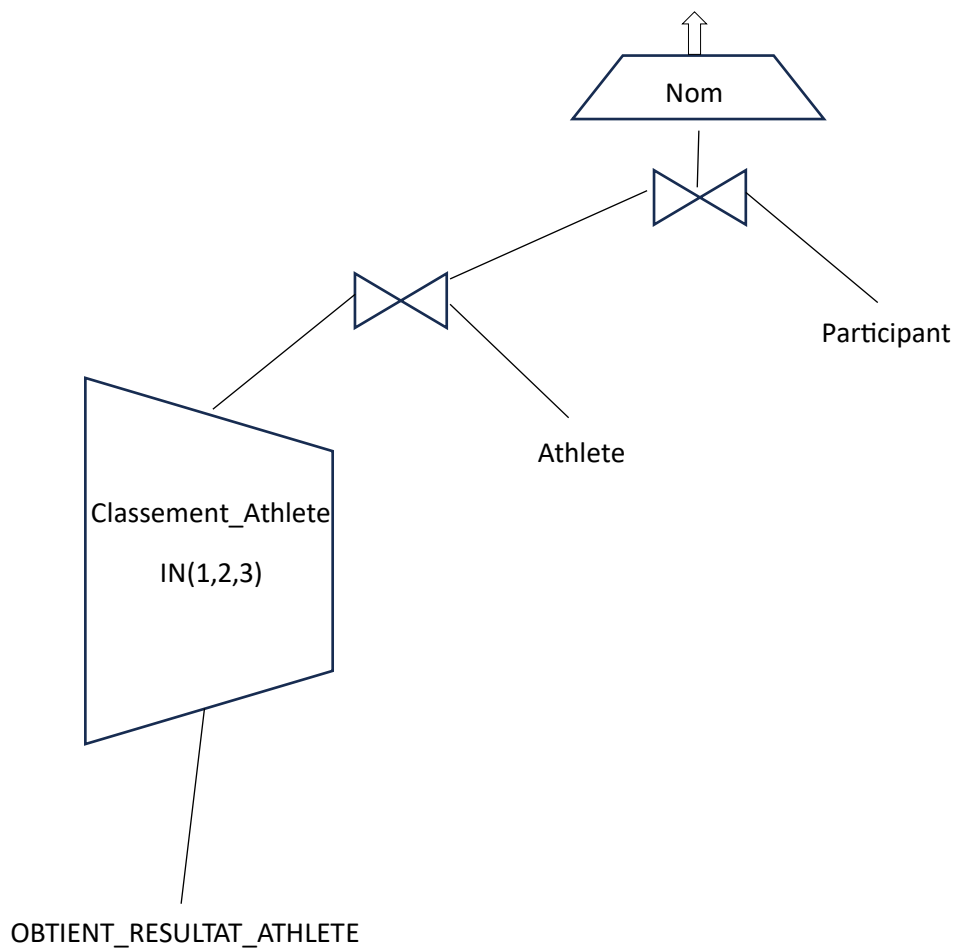 Nom
Participant
Athlete
Classement_Athlete
IN(1,2,3)
OBTIENT_RESULTAT_ATHLETE